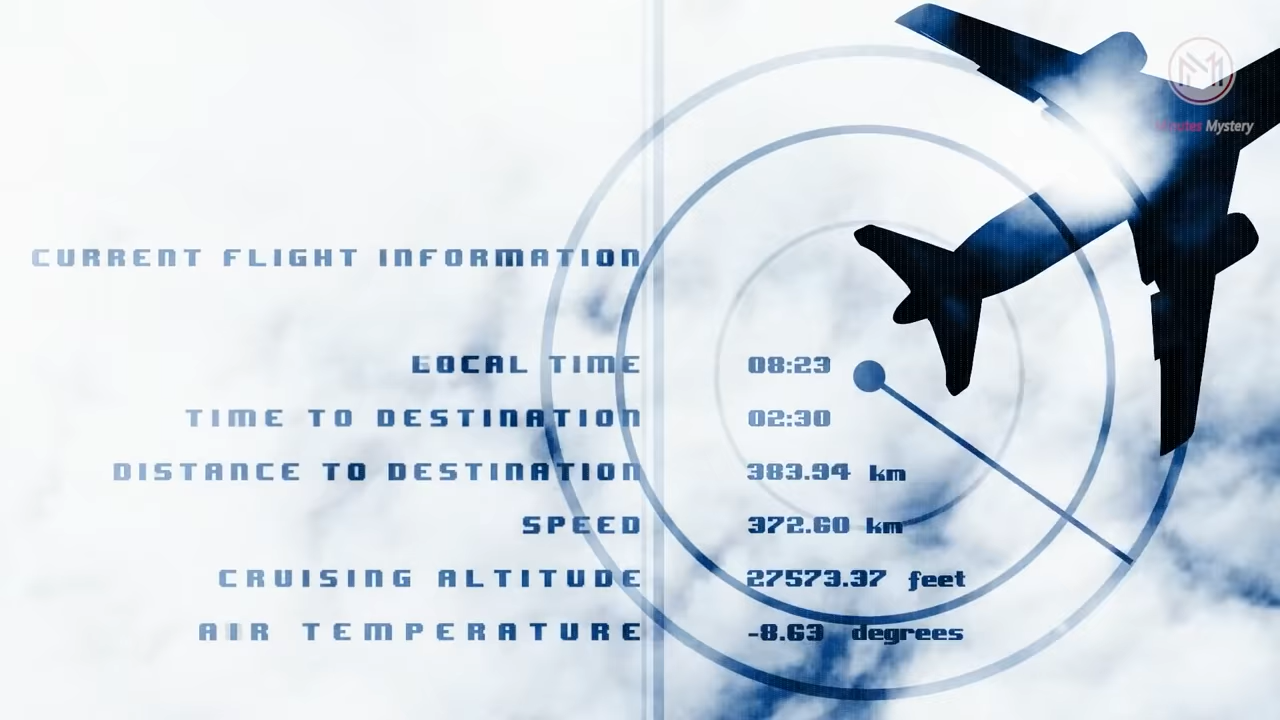 Mystery
CURRENT FLIGHT INFORMATION
LOCAL TIME 08:23
TIME TO DESTINATION 02:30
DISTANCE TO DESTINATION 383.94 km
SPEED 372.60 km
CRUISING ALTITUDE 27573.37 feet
AIR TEMPERATURE -8.63 degrees